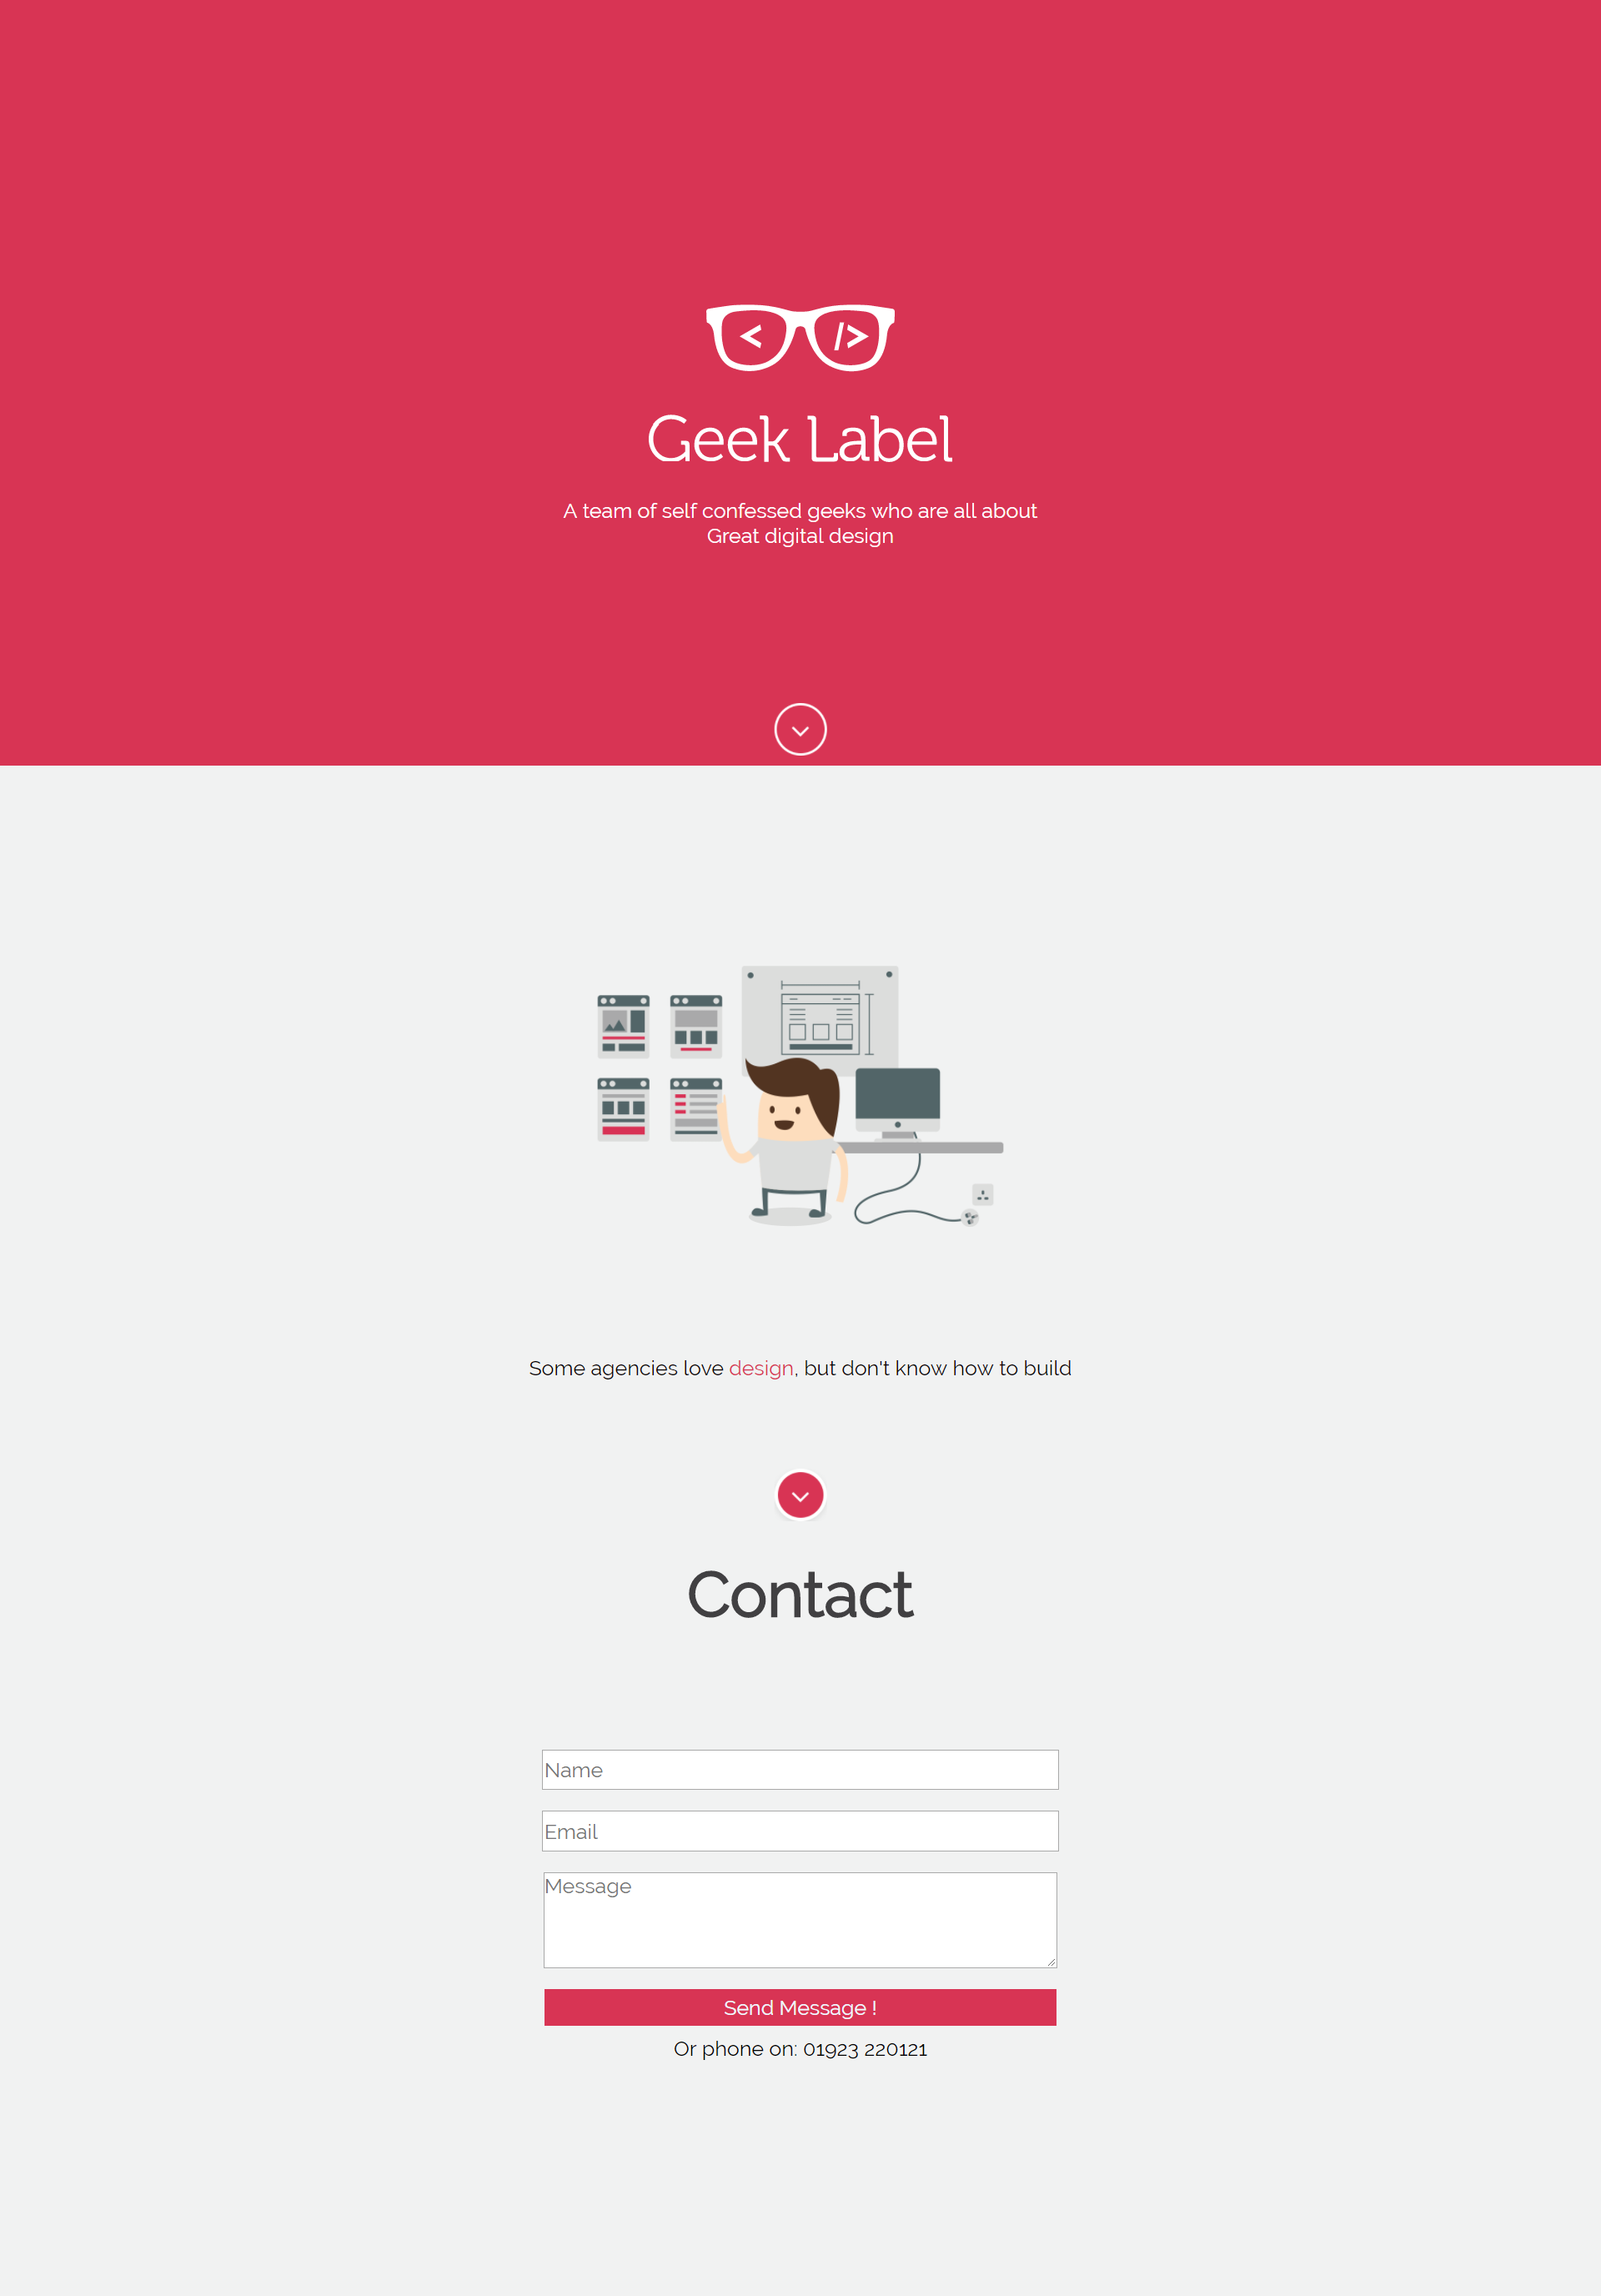 < />
Geek Label
A team of self confessed geeks who are all about
Great digital design
Some agencies love design, but don't know how to build
Contact
Name
Email
Message
Send Message !
Or phone on: 01923 220121